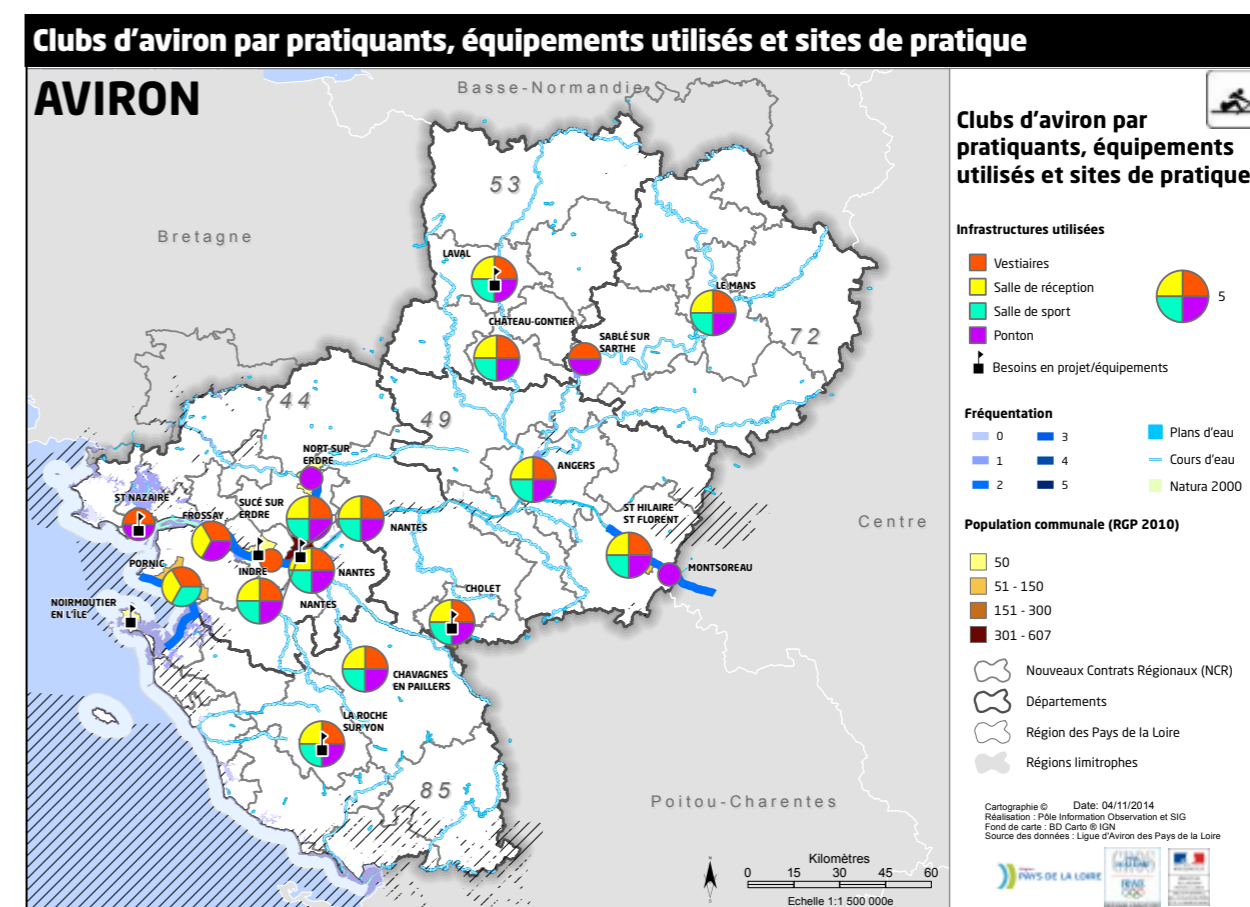 Clubs d'aviron par pratiquants, équipements utilisés et sites de pratique
AVIRON
Basse-Normandie
Bretagne
Centre
Poitou-Charentes
53
72
44
49
85
LAVAL
LE MANS
CHÂTEAU-GONTIER
SABLÉ SUR
SARTHE
NORT-SUR
ERDRE
ANGERS
ST NAZAIRE
FROSSAY
SUCÉ SUR
ERDRE
NANTES
ST HILAIRE
ST FLORENT
PORNIC
INDRE
NANTES
MONTSOREAU
NOIRMOUTIER
EN L'ÎLE
NANTES
CHOLET
CHAVAGNES
EN PAILLERS
LA ROCHE
SUR YON
Kilomètres
0 15 30 45 60
Echelle 1:1 500 000e
Clubs d'aviron par
pratiquants, équipements
utilisés et sites de pratique
Infrastructures utilisées
Vestiaires
Salle de réception
5
Salle de sport
Ponton
Besoins en projet/équipements
Fréquentation
0 3 Plans d'eau
1 4 Cours d'eau
2 5 Natura 2000
Population communale (RGP 2010)
50
51 - 150
151 - 300
301 - 607
Nouveaux Contrats Régionaux (NCR)
Départements
Région des Pays de la Loire
Régions limitrophes
Cartographie © Date: 04/11/2014
Réalisation : Pôle Information Observation et SIG
Fond de carte : BD Carto ® IGN
Source des données : Ligue d'Aviron des Pays de la Loire
PAYS DE LA LOIRE